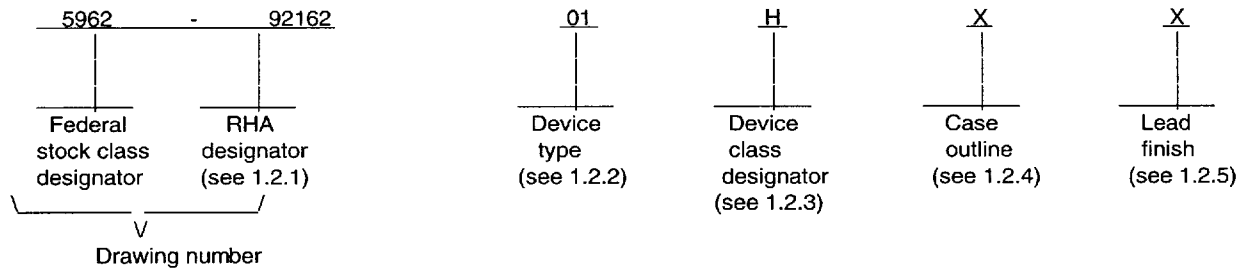 5962 - 92162 01 H X X
Federal RHA Device Device Case Lead
stock class designator type class outline finish
designator (see 1.2.1) (see 1.2.2) designator (see 1.2.4) (see 1.2.5)
(see 1.2.3)
V
Drawing number